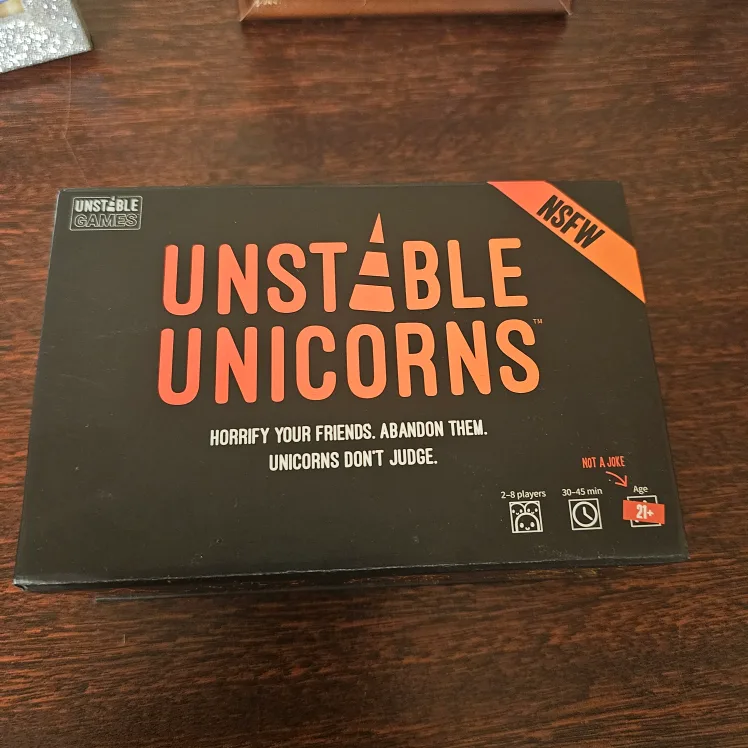 UNSTABLE
GAMES
NSFW
UNSTABLE
UNICORNS™
HORRIFY YOUR FRIENDS. ABANDON THEM.
UNICORNS DON'T JUDGE.
NOT A JOKE
2–8 players
30–45 min
Age
21+